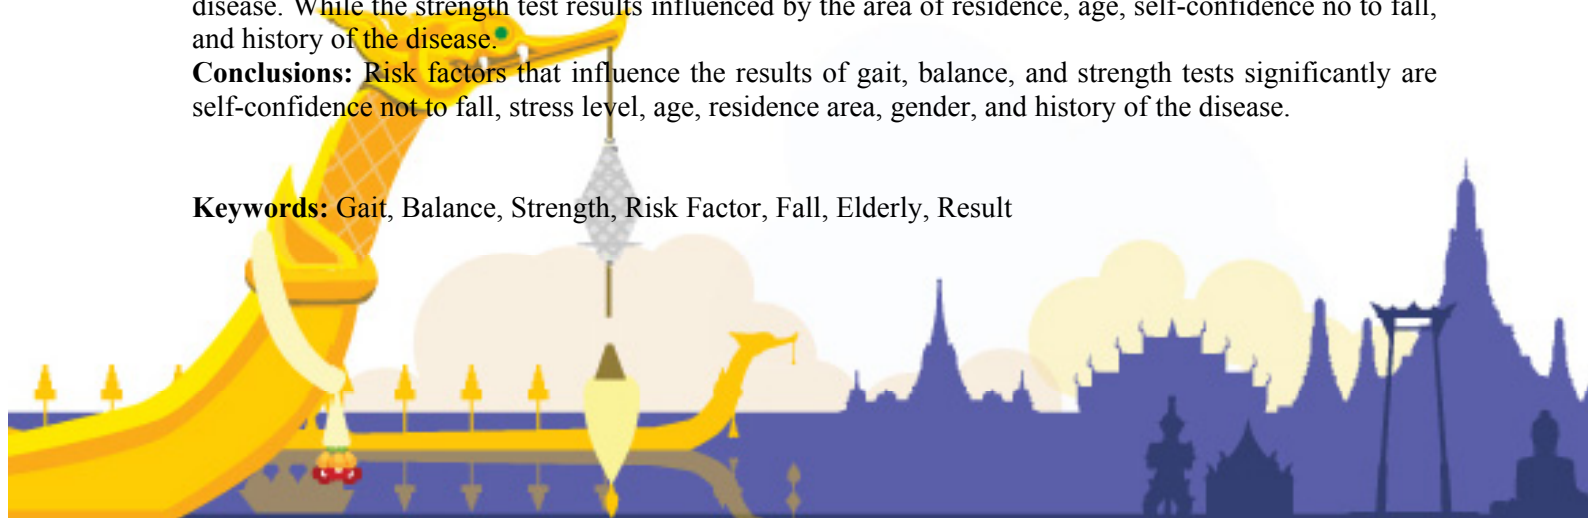 disease. While the strength test results influenced by the area of residence, age, self-confidence no to fall,
and history of the disease.
Conclusions: Risk factors that influence the results of gait, balance, and strength tests significantly are
self-confidence not to fall, stress level, age, residence area, gender, and history of the disease.
Keywords: Gait, Balance, Strength, Risk Factor, Fall, Elderly, Result